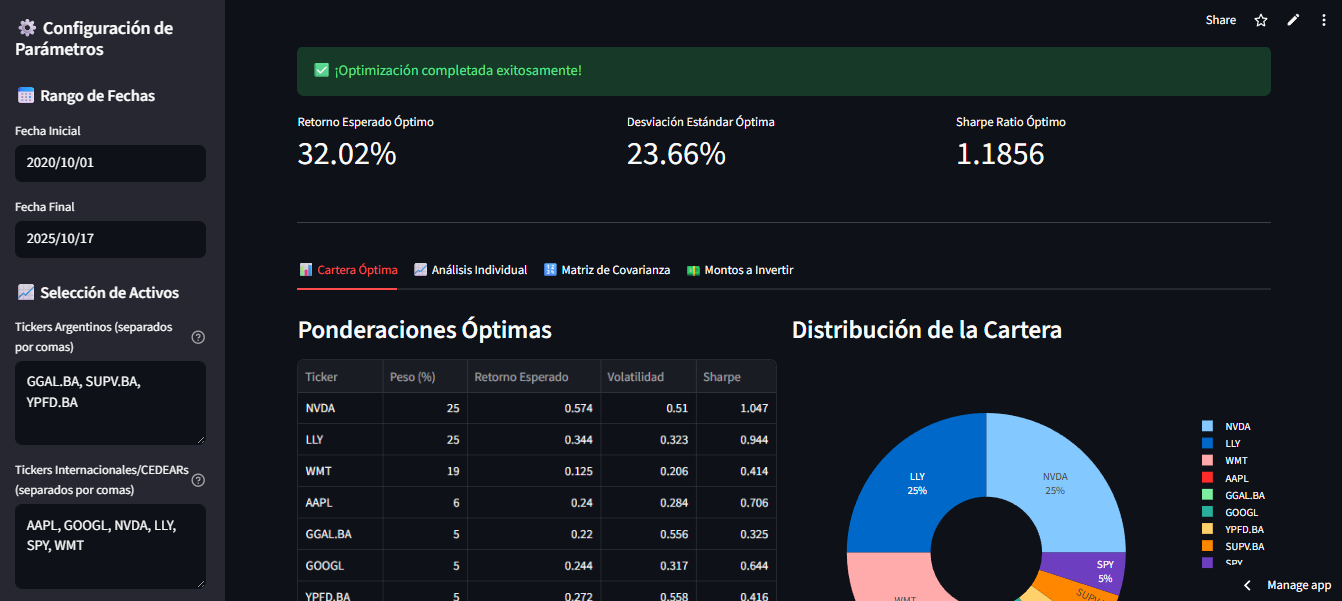 Configuración de
Parámetros
Rango de Fechas
Fecha Inicial
2020/10/01
Fecha Final
2025/10/17
Selección de Activos
Tickers Argentinos (separados
por comas)
GGAL.BA, SUPV.BA,
YPFD.BA
Tickers Internacionales/CEDEARs
(separados por comas)
AAPL, GOOGL, NVDA, LLY,
SPY, WMT
Share
¡Optimización completada exitosamente!
Retorno Esperado Óptimo
32.02%
Desviación Estándar Óptima
23.66%
Sharpe Ratio Óptimo
1.1856
Cartera Óptima Análisis Individual Matriz de Covarianza Montos a Invertir
Ponderaciones Óptimas
Ticker Peso (%) Retorno Esperado Volatilidad Sharpe
NVDA 25 0.574 0.51 1.047
LLY 25 0.344 0.323 0.944
WMT 19 0.125 0.206 0.414
AAPL 6 0.24 0.284 0.706
GGAL.BA 5 0.22 0.556 0.325
GOOGL 5 0.244 0.317 0.644
YPFD.BA 5 0.272 0.558 0.416
Distribución de la Cartera
LLY
25%
NVDA
25%
SPY
5%
WMT
NVDA
LLY
WMT
AAPL
GGAL.BA
GOOGL
YPFD.BA
SUPV.BA
SPY
Manage app